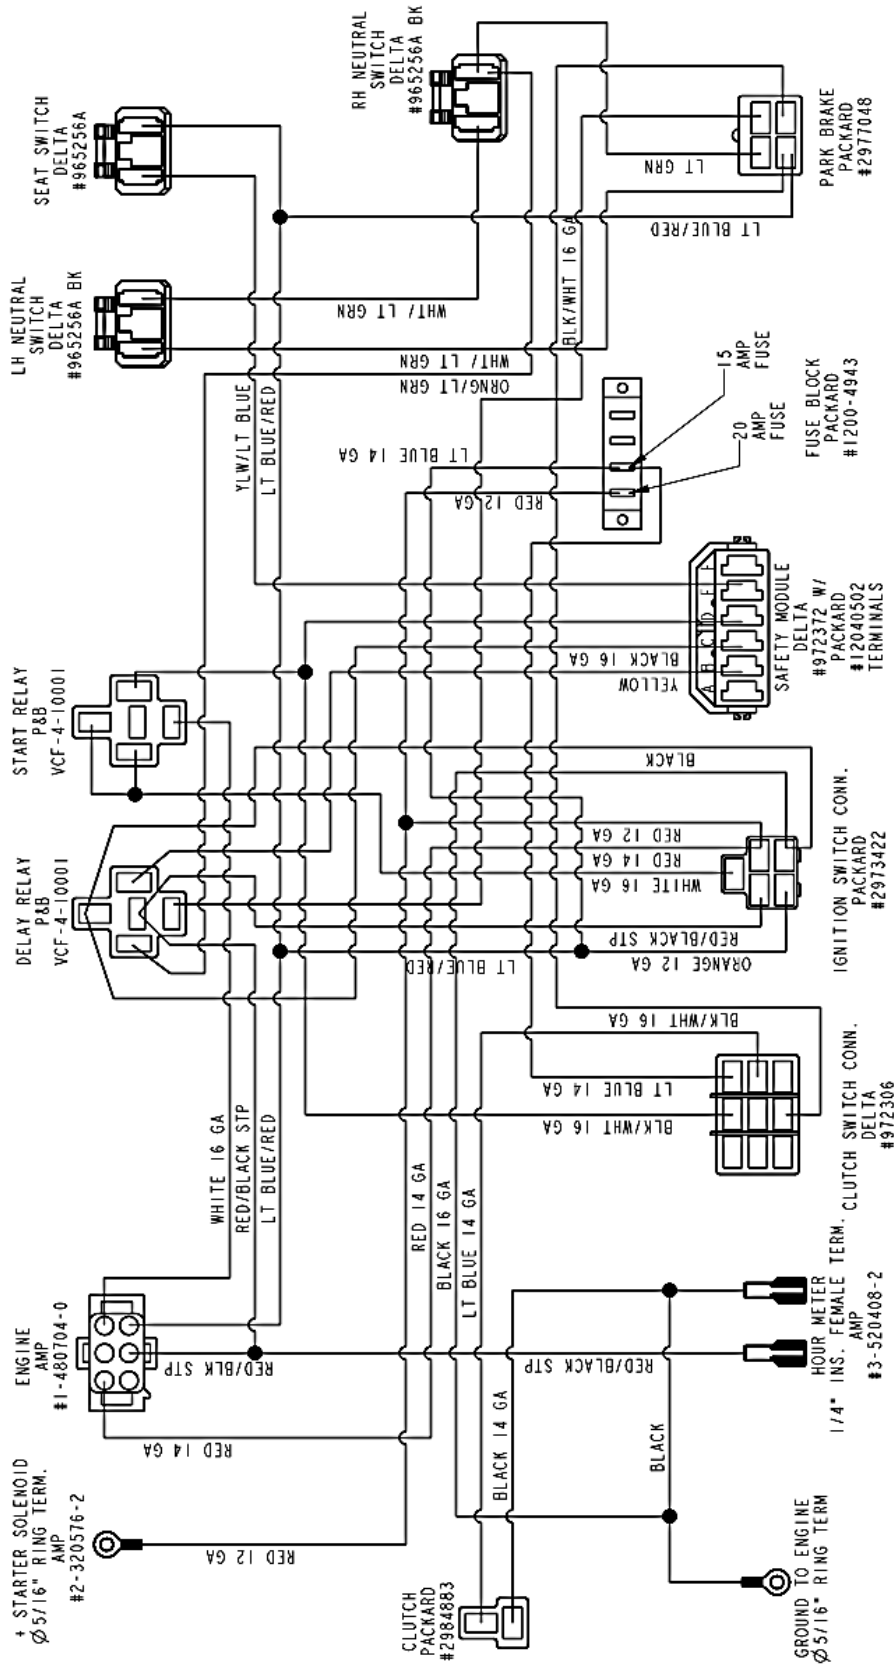 + STARTER SOLENOID
Ø5/16" RING TERM.
AMP
#2-320576-2
ENGINE
AMP
#1-480704-0
DELAY RELAY
P&B
VCF-4-10001
START RELAY
P&B
VCF-4-10001
LH NEUTRAL
SWITCH
DELTA
#965256A BK
SEAT SWITCH
DELTA
#965256A
RH NEUTRAL
SWITCH
DELTA
#965256A BK
RED 12 GA
RED 14 GA
RED/BLK STP
WHITE 16 GA
RED/BLACK STP
LT BLUE/RED
YLW/LT BLUE
LT BLUE/RED
WHT/ LT GRN
WHT/ LT GRN
ORNG/LT GRN
LT BLUE 14 GA
RED 12 GA
BLK/WHT 16 GA
LT GRN
LT BLUE/RED
RED 14 GA
BLACK 16 GA
LT BLUE 14 GA
LT BLUE/RED
BLACK 14 GA
RED/BLACK STP
BLACK
BLK/WHT 16 GA
LT BLUE 14 GA
BLK/WHT 16 GA
ORANGE 12 GA
RED/BLACK STP
WHITE 16 GA
RED 14 GA
RED 12 GA
BLACK
YELLOW
BLACK 16 GA
A B C D E F
20
AMP
FUSE
15
AMP
FUSE
CLUTCH
PACKARD
#2984883
GROUND TO ENGINE
Ø5/16" RING TERM
HOUR METER
1/4" INS. FEMALE TERM.
AMP
#3-520408-2
CLUTCH SWITCH CONN.
DELTA
#972306
IGNITION SWITCH CONN.
PACKARD
#2973422
SAFETY MODULE
DELTA
#972372 W/
PACKARD
#12040502
TERMINALS
FUSE BLOCK
PACKARD
#1200-4943
PARK BRAKE
PACKARD
#2977048